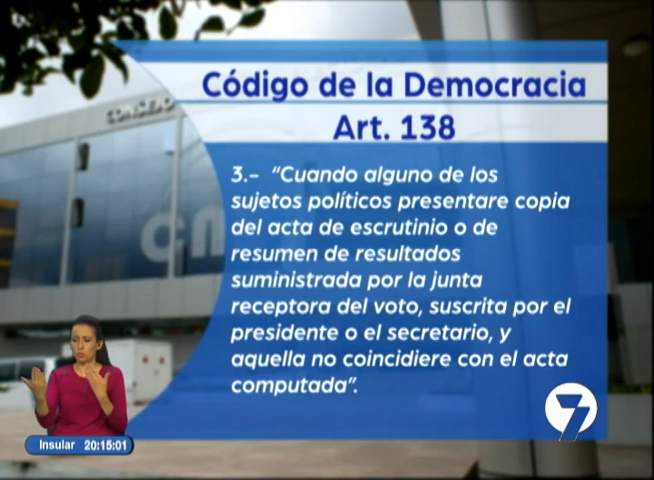 CONSEJO
Código de la Democracia
Art. 138
3.- "Cuando alguno de los
sujetos políticos presentare copia
del acta de escrutinio o de
resumen de resultados
suministrada por la junta
receptora del voto, suscrita por el
presidente o el secretario, y
aquella no coincidiere con el acta
computada".
7
Insular 20:15:01